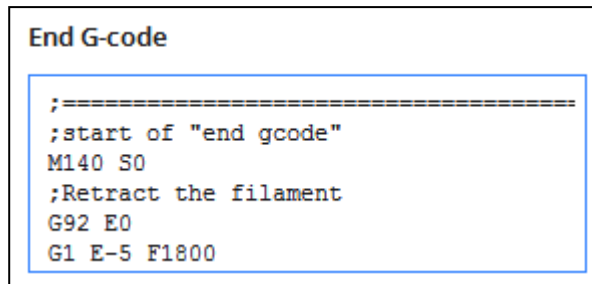 End G-code
;=====================================
;start of "end gcode"
M140 S0
;Retract the filament
G92 E0
G1 E-5 F1800